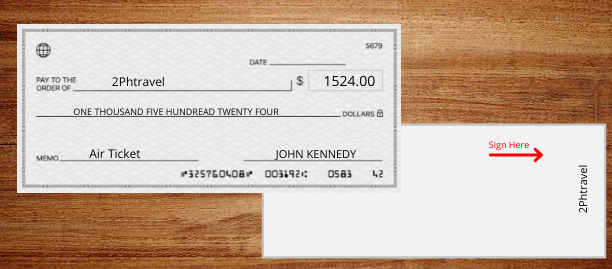 5679
DATE
PAY TO THE
ORDER OF 2Phtravel $ 1524.00
ONE THOUSAND FIVE HUNDREAD TWENTY FOUR DOLLARS
MEMO Air Ticket JOHN KENNEDY
⑈325760408⑈ 003192⑆ 0583 42
Sign Here
2Phtravel